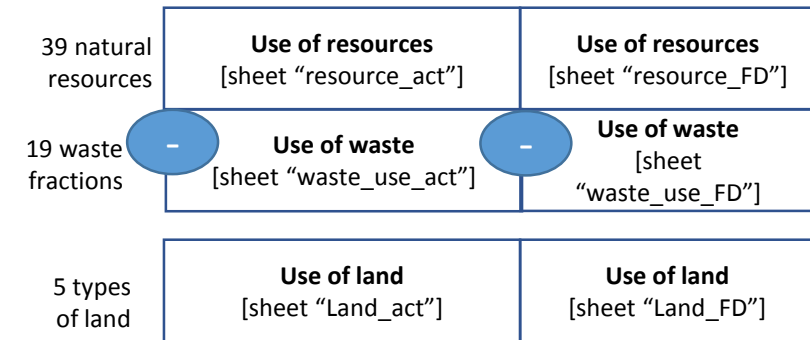 39 natural
resources
Use of resources
[sheet “resource_act”]
Use of resources
[sheet “resource_FD”]
19 waste
fractions
-
Use of waste
[sheet “waste_use_act”]
-
Use of waste
[sheet
“waste_use_FD”]
5 types
of land
Use of land
[sheet “Land_act”]
Use of land
[sheet “Land_FD”]